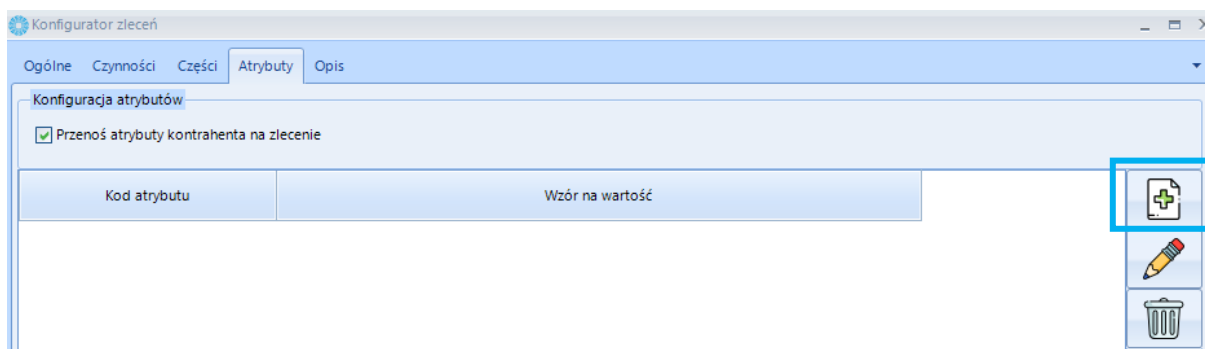 Konfigurator zleceń
Ogólne Czynności Części Atrybuty Opis
Konfiguracja atrybutów
Przenoś atrybuty kontrahenta na zlecenie
Kod atrybutu Wzór na wartość